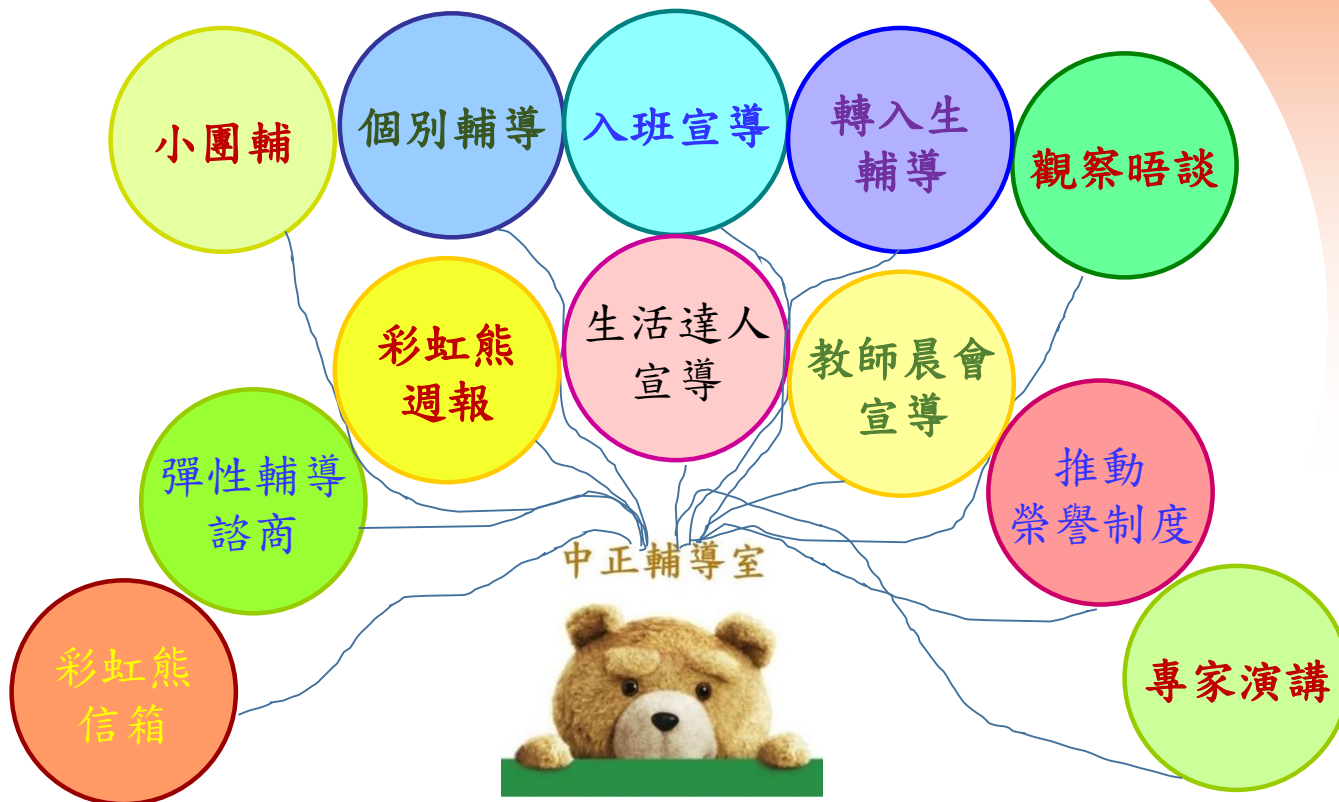 小團輔
個別輔導
入班宣導
轉入生
輔導
觀察晤談
彩虹熊
週報
生活達人
宣導
教師晨會
宣導
彈性輔導
諮商
推動
榮譽制度
中正輔導室
彩虹熊
信箱
專家演講